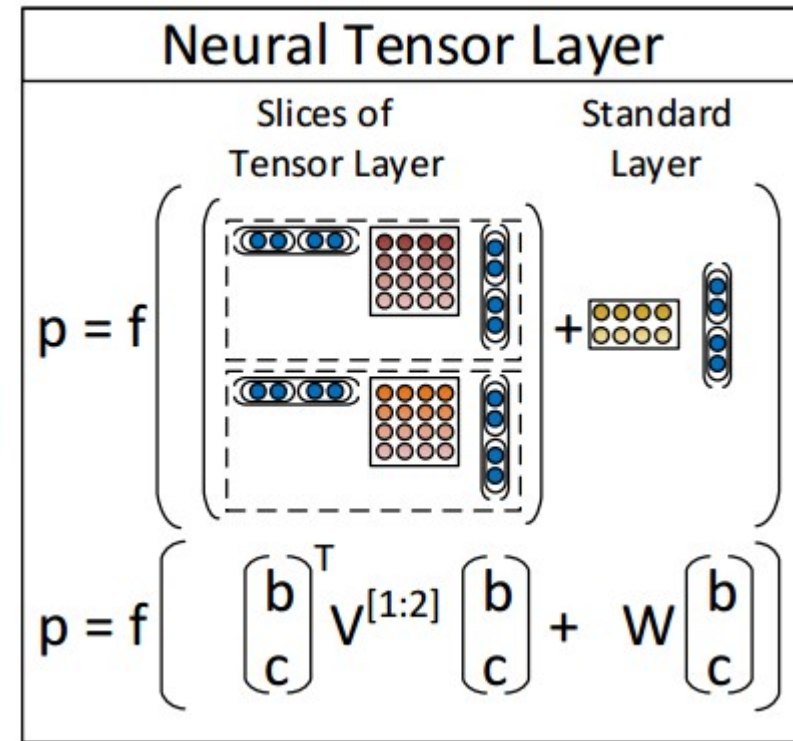 Neural Tensor Layer
Slices of Standard
Tensor Layer Layer
p = f ( ( ) + )
p = f ( [b c]^T V^[1:2] [b c] + W [b c] )